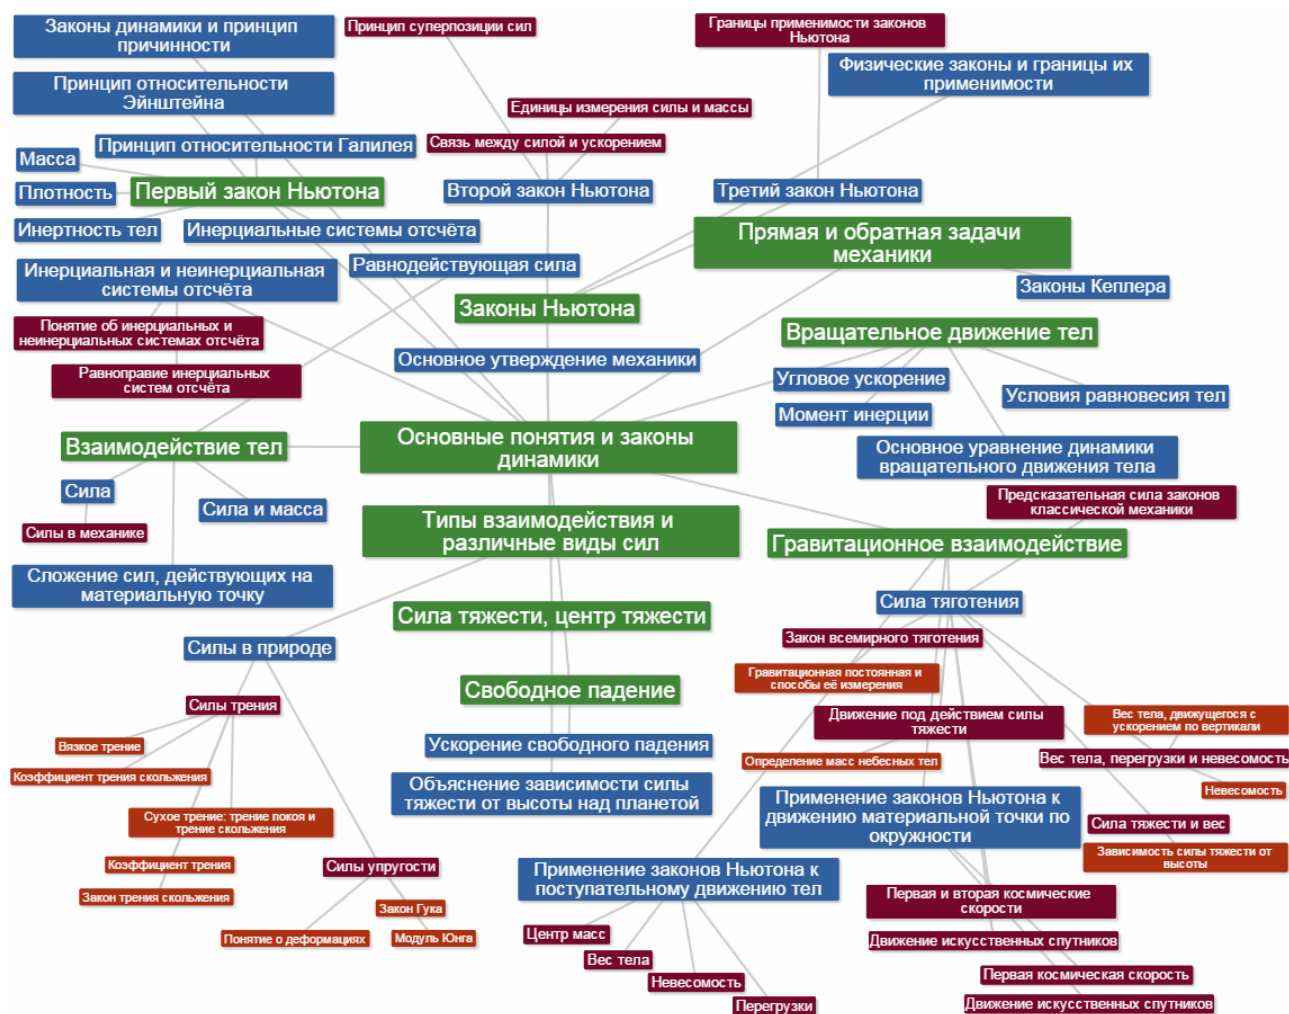 Законы динамики и принцип
причинности
Принцип суперпозиции сил
Границы применимости законов
Ньютона
Физические законы и границы их
применимости
Принцип относительности
Эйнштейна
Единицы измерения силы и массы
Принцип относительности Галилея
Связь между силой и ускорением
Масса
Плотность
Первый закон Ньютона
Второй закон Ньютона
Третий закон Ньютона
Инертность тел
Инерциальные системы отсчёта
Прямая и обратная задачи
механики
Инерциальная и неинерциальная
системы отсчёта
Равнодействующая сила
Законы Кеплера
Законы Ньютона
Понятие об инерциальных и
неинерциальных системах отсчёта
Вращательное движение тел
Основное утверждение механики
Равноправие инерциальных
систем отсчёта
Угловое ускорение
Условия равновесия тел
Момент инерции
Взаимодействие тел
Основные понятия и законы
динамики
Основное уравнение динамики
вращательного движения тела
Сила
Сила и масса
Предсказательная сила законов
классической механики
Силы в механике
Типы взаимодействия и
различные виды сил
Гравитационное взаимодействие
Сложение сил, действующих на
материальную точку
Сила тяготения
Сила тяжести, центр тяжести
Закон всемирного тяготения
Силы в природе
Гравитационная постоянная и
способы её измерения
Свободное падение
Силы трения
Движение под действием силы
тяжести
Вес тела, движущегося с
ускорением по вертикали
Вязкое трение
Ускорение свободного падения
Определение масс небесных тел
Вес тела, перегрузки и невесомость
Коэффициент трения скольжения
Объяснение зависимости силы
тяжести от высоты над планетой
Применение законов Ньютона к
движению материальной точки по
окружности
Невесомость
Сухое трение: трение покоя и
трение скольжения
Сила тяжести и вес
Коэффициент трения
Силы упругости
Применение законов Ньютона к
поступательному движению тел
Зависимость силы тяжести от
высоты
Закон трения скольжения
Закон Гука
Первая и вторая космические
скорости
Понятие о деформациях
Модуль Юнга
Центр масс
Движение искусственных спутников
Вес тела
Невесомость
Первая космическая скорость
Перегрузки
Движение искусственных спутников